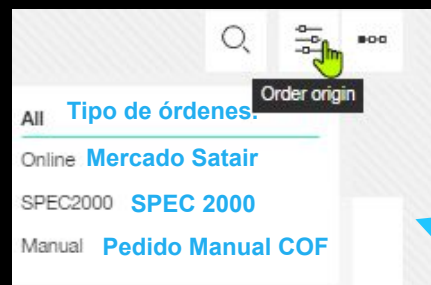 Order origin
All Tipo de órdenes:
Online Mercado Satair
SPEC2000 SPEC 2000
Manual Pedido Manual COF